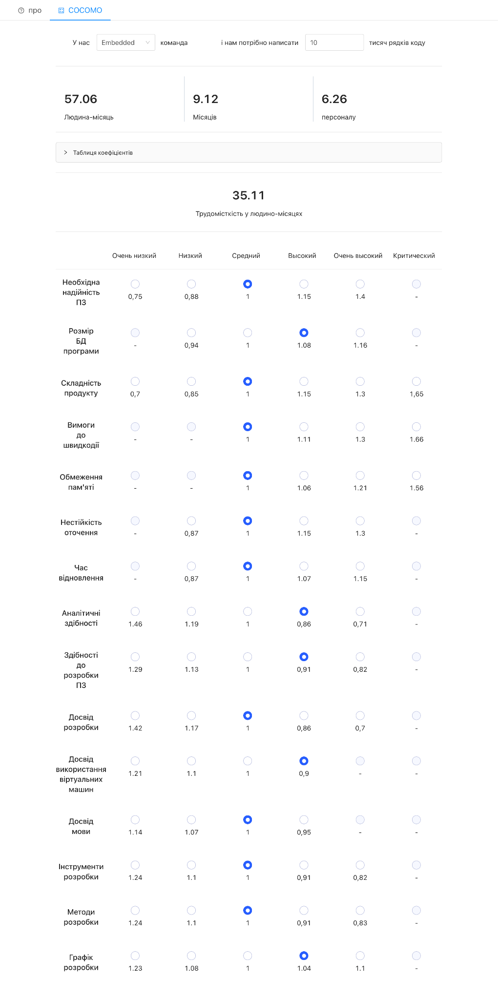 про COCOMO
У нас Embedded команда і нам потрібно написати 10 тисяч рядків коду
57.06 9.12 6.26
Людина-місяць Місяців персоналу
Таблиця коефіцієнтів
35.11
Трудомісткість у людино-місяцях
Очень низкий Низкий Средний Высокий Очень высокий Критический
Необхідна
надійність
ПЗ
0,75 0,88 1 1.15 1.4 -
Розмір
БД
програми
- 0,94 1 1.08 1.16 -
Складність
продукту
0,7 0,85 1 1.15 1.3 1,65
Вимоги
до
швидкодії
- - 1 1.11 1.3 1.66
Обмеження
пам'яті
- - 1 1.06 1.21 1.56
Нестійкість
оточення
- 0,87 1 1.15 1.3 -
Час
відновлення
- 0,87 1 1.07 1.15 -
Аналітичні
здібності
1.46 1.19 1 0,86 0,71 -
Здібності
до
розробки
ПЗ
1.29 1.13 1 0,91 0,82 -
Досвід
розробки
1.42 1.17 1 0,86 0,7 -
Досвід
використання
віртуальних
машин
1.21 1.1 1 0,9 - -
Досвід
мови
1.14 1.07 1 0,95 - -
Інструменти
розробки
1.24 1.1 1 0,91 0,82 -
Методи
розробки
1.24 1.1 1 0,91 0,83 -
Графік
розробки
1.23 1.08 1 1.04 1.1 -